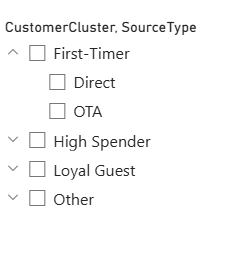 CustomerCluster, SourceType
First-Timer
Direct
OTA
High Spender
Loyal Guest
Other